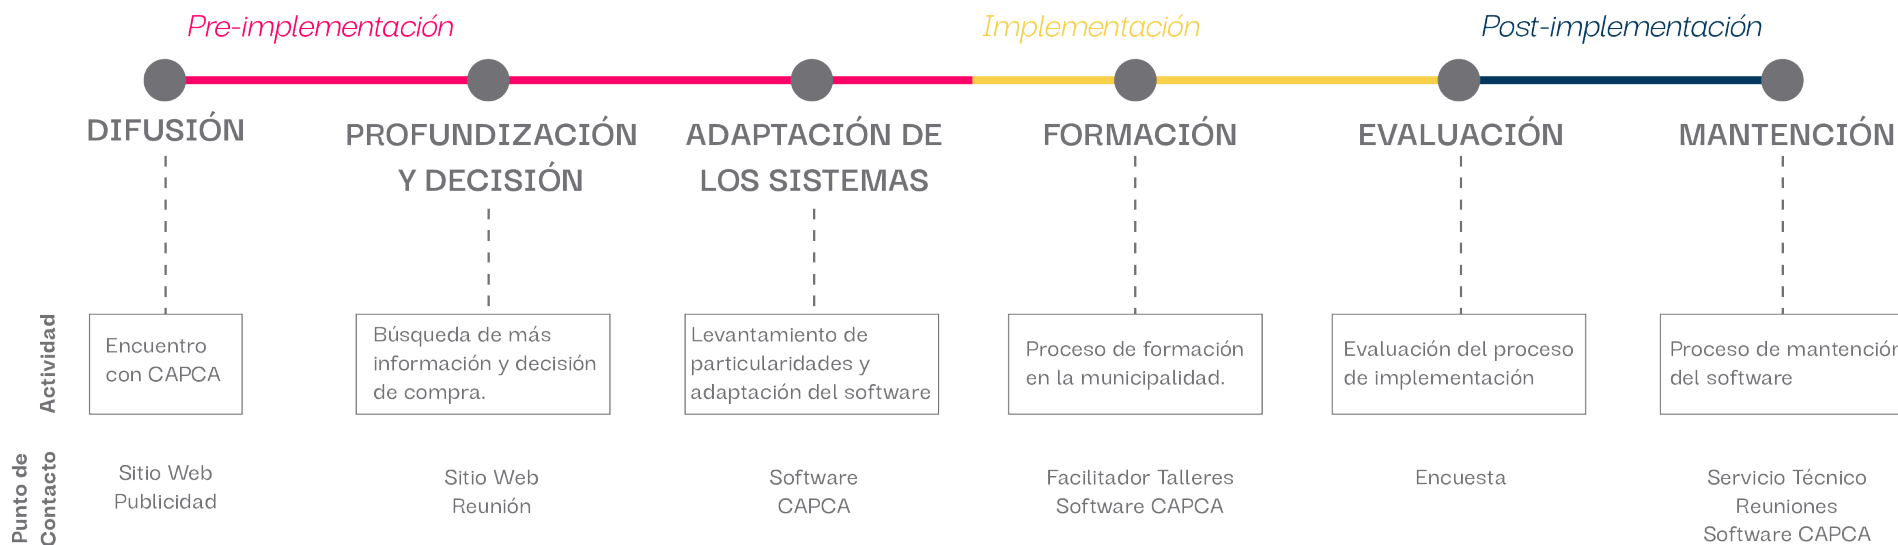 Pre-implementación
Implementación
Post-implementación
DIFUSIÓN
PROFUNDIZACIÓN
Y DECISIÓN
ADAPTACIÓN DE
LOS SISTEMAS
FORMACIÓN
EVALUACIÓN
MANTENCIÓN
Actividad
Encuentro
con CAPCA
Búsqueda de más
información y decisión
de compra.
Levantamiento de
particularidades y
adaptación del software
Proceso de formación
en la municipalidad.
Evaluación del proceso
de implementación
Proceso de mantención
del software
Punto de
Contacto
Sitio Web
Publicidad
Sitio Web
Reunión
Software
CAPCA
Facilitador Talleres
Software CAPCA
Encuesta
Servicio Técnico
Reuniones
Software CAPCA